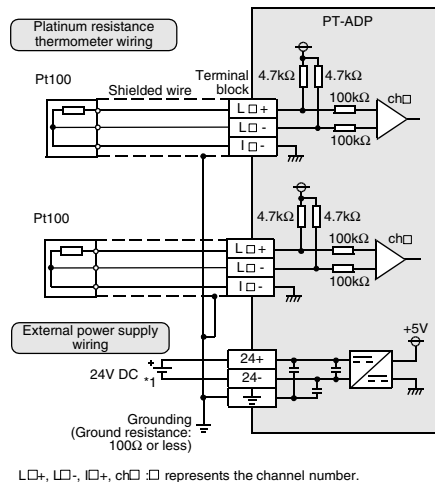 Platinum resistance
thermometer wiring
PT-ADP
Pt100
Shielded wire
Terminal
block
4.7kΩ
4.7kΩ
100kΩ
ch□
L□+
L□-
I□-
100kΩ
Pt100
4.7kΩ
4.7kΩ
100kΩ
ch□
L□+
L□-
I□-
100kΩ
External power supply
wiring
+5V
24V DC
+
*1
24+
24-
Grounding
(Ground resistance:
100Ω or less)
L□+, L□-, I□+, ch□ :□ represents the channel number.